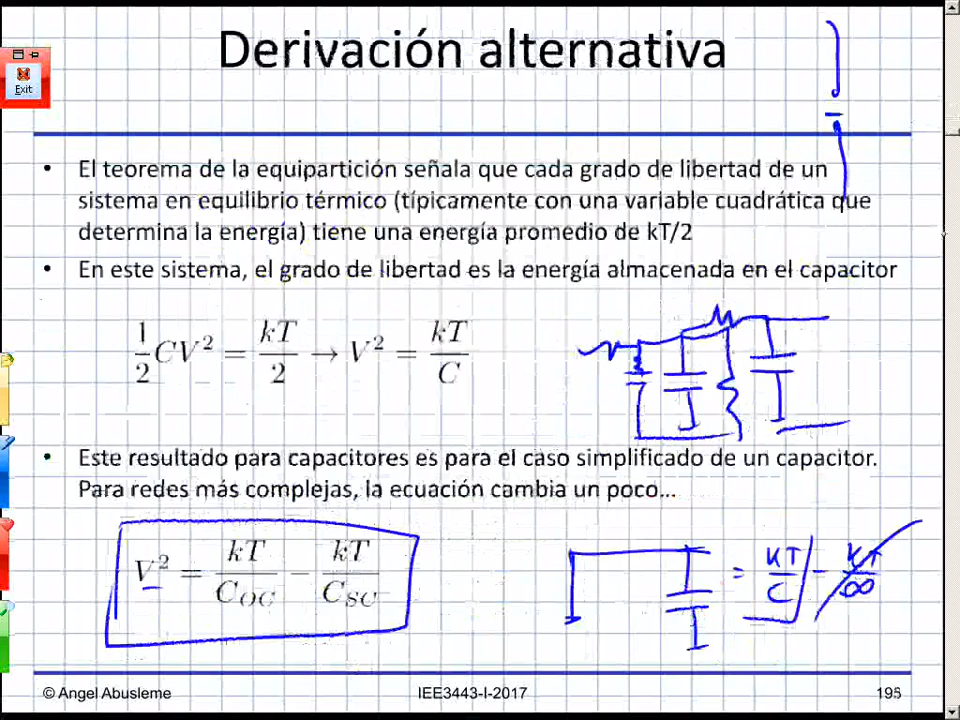 Derivación alternativa
Exit
• El teorema de la equipartición señala que cada grado de libertad de un
sistema en equilibrio térmico (típicamente con una variable cuadrática que
determina la energía) tiene una energía promedio de kT/2
• En este sistema, el grado de libertad es la energía almacenada en el capacitor
1/2 CV² = kT/2 → V² = kT/C
• Este resultado para capacitores es para el caso simplificado de un capacitor.
Para redes más complejas, la ecuación cambia un poco...
V² = kT/C_OC − kT/C_SC
= KT/C − KT/∞
© Angel Abusleme IEE3443-I-2017 195